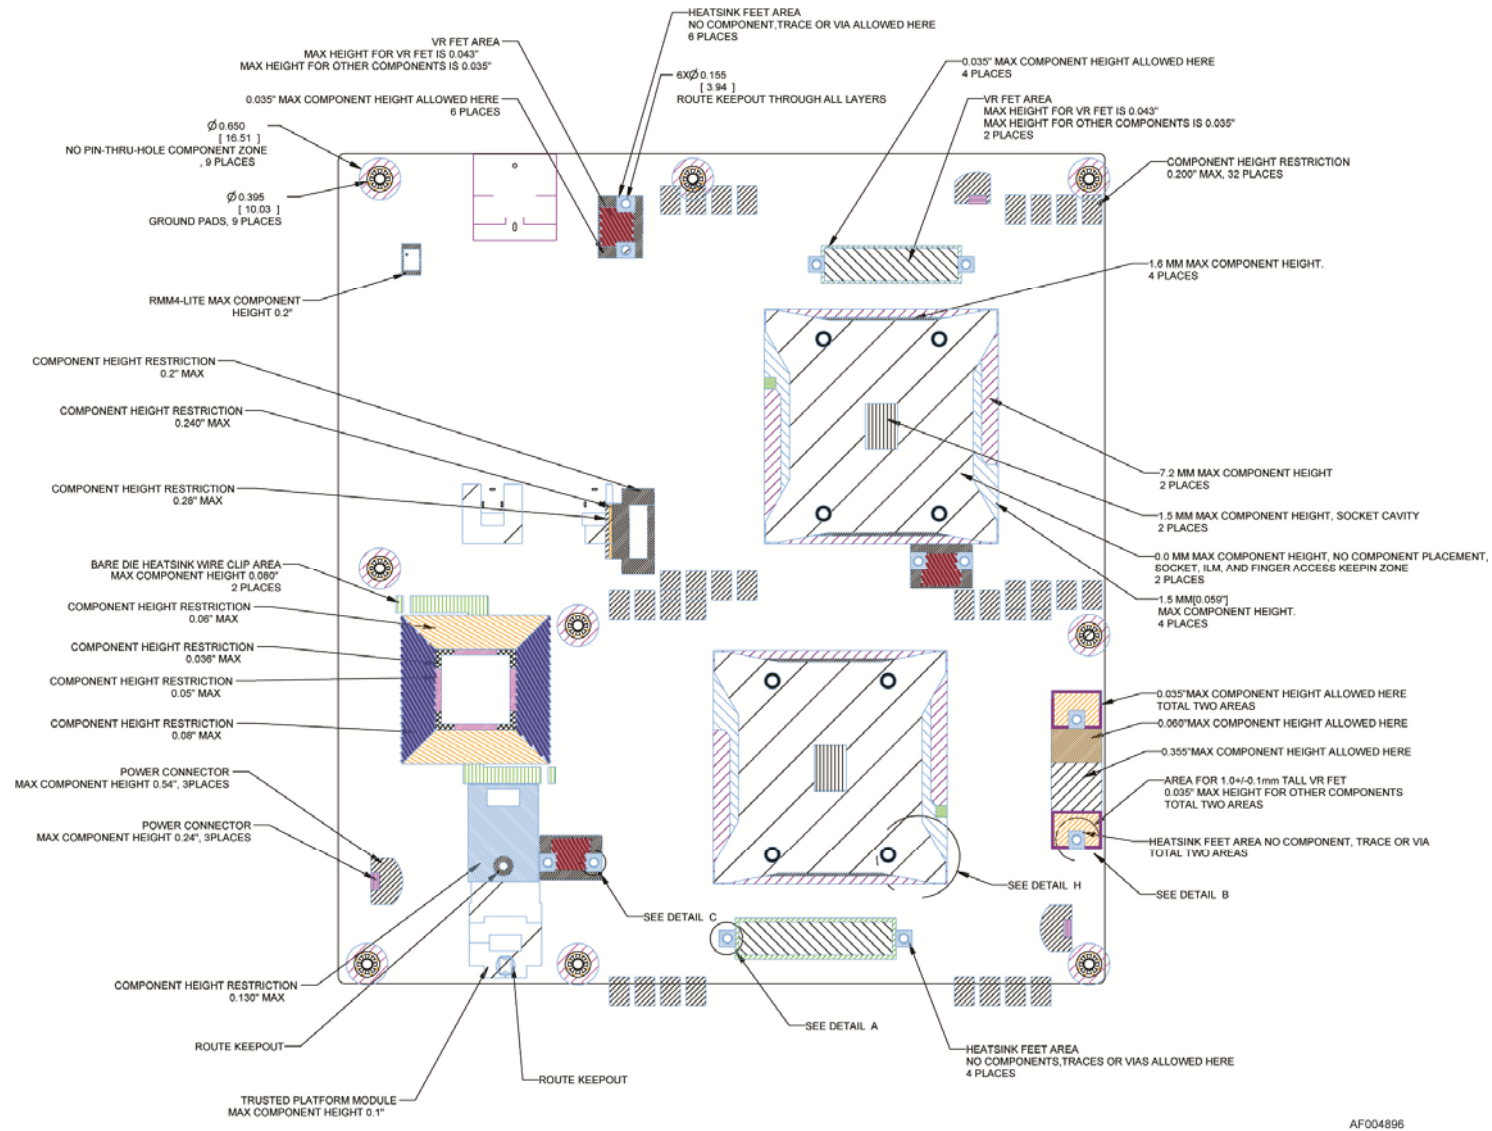 HEATSINK FEET AREA
NO COMPONENT,TRACE OR VIA ALLOWED HERE
6 PLACES
VR FET AREA
MAX HEIGHT FOR VR FET IS 0.043"
MAX HEIGHT FOR OTHER COMPONENTS IS 0.035"
6XØ 0.155
[ 3.94 ]
ROUTE KEEPOUT THROUGH ALL LAYERS
0.035" MAX COMPONENT HEIGHT ALLOWED HERE
6 PLACES
0.035" MAX COMPONENT HEIGHT ALLOWED HERE
4 PLACES
VR FET AREA
MAX HEIGHT FOR VR FET IS 0.043"
MAX HEIGHT FOR OTHER COMPONENTS IS 0.035"
2 PLACES
Ø 0.650
[ 16.51 ]
NO PIN-THRU-HOLE COMPONENT ZONE
, 9 PLACES
COMPONENT HEIGHT RESTRICTION
0.200" MAX, 32 PLACES
Ø 0.395
[ 10.03 ]
GROUND PADS, 9 PLACES
1.6 MM MAX COMPONENT HEIGHT.
4 PLACES
RMM4-LITE MAX COMPONENT
HEIGHT 0.2"
COMPONENT HEIGHT RESTRICTION
0.2" MAX
COMPONENT HEIGHT RESTRICTION
0.240" MAX
COMPONENT HEIGHT RESTRICTION
0.28" MAX
7.2 MM MAX COMPONENT HEIGHT
2 PLACES
1.5 MM MAX COMPONENT HEIGHT, SOCKET CAVITY
2 PLACES
0.0 MM MAX COMPONENT HEIGHT, NO COMPONENT PLACEMENT,
SOCKET, ILM, AND FINGER ACCESS KEEPIN ZONE
2 PLACES
1.5 MM[0.059"]
MAX COMPONENT HEIGHT.
4 PLACES
BARE DIE HEATSINK WIRE CLIP AREA
MAX COMPONENT HEIGHT 0.080"
2 PLACES
COMPONENT HEIGHT RESTRICTION
0.06" MAX
COMPONENT HEIGHT RESTRICTION
0.036" MAX
COMPONENT HEIGHT RESTRICTION
0.05" MAX
COMPONENT HEIGHT RESTRICTION
0.08" MAX
0.035"MAX COMPONENT HEIGHT ALLOWED HERE
TOTAL TWO AREAS
0.060"MAX COMPONENT HEIGHT ALLOWED HERE
0.355"MAX COMPONENT HEIGHT ALLOWED HERE
AREA FOR 1.0+/-0.1mm TALL VR FET
0.035" MAX HEIGHT FOR OTHER COMPONENTS
TOTAL TWO AREAS
HEATSINK FEET AREA NO COMPONENT, TRACE OR VIA
TOTAL TWO AREAS
POWER CONNECTOR
MAX COMPONENT HEIGHT 0.54", 3PLACES
POWER CONNECTOR
MAX COMPONENT HEIGHT 0.24", 3PLACES
SEE DETAIL H
SEE DETAIL B
SEE DETAIL C
COMPONENT HEIGHT RESTRICTION
0.130" MAX
SEE DETAIL A
ROUTE KEEPOUT
HEATSINK FEET AREA
NO COMPONENTS,TRACES OR VIAS ALLOWED HERE
4 PLACES
ROUTE KEEPOUT
TRUSTED PLATFORM MODULE
MAX COMPONENT HEIGHT 0.1"
AF004896